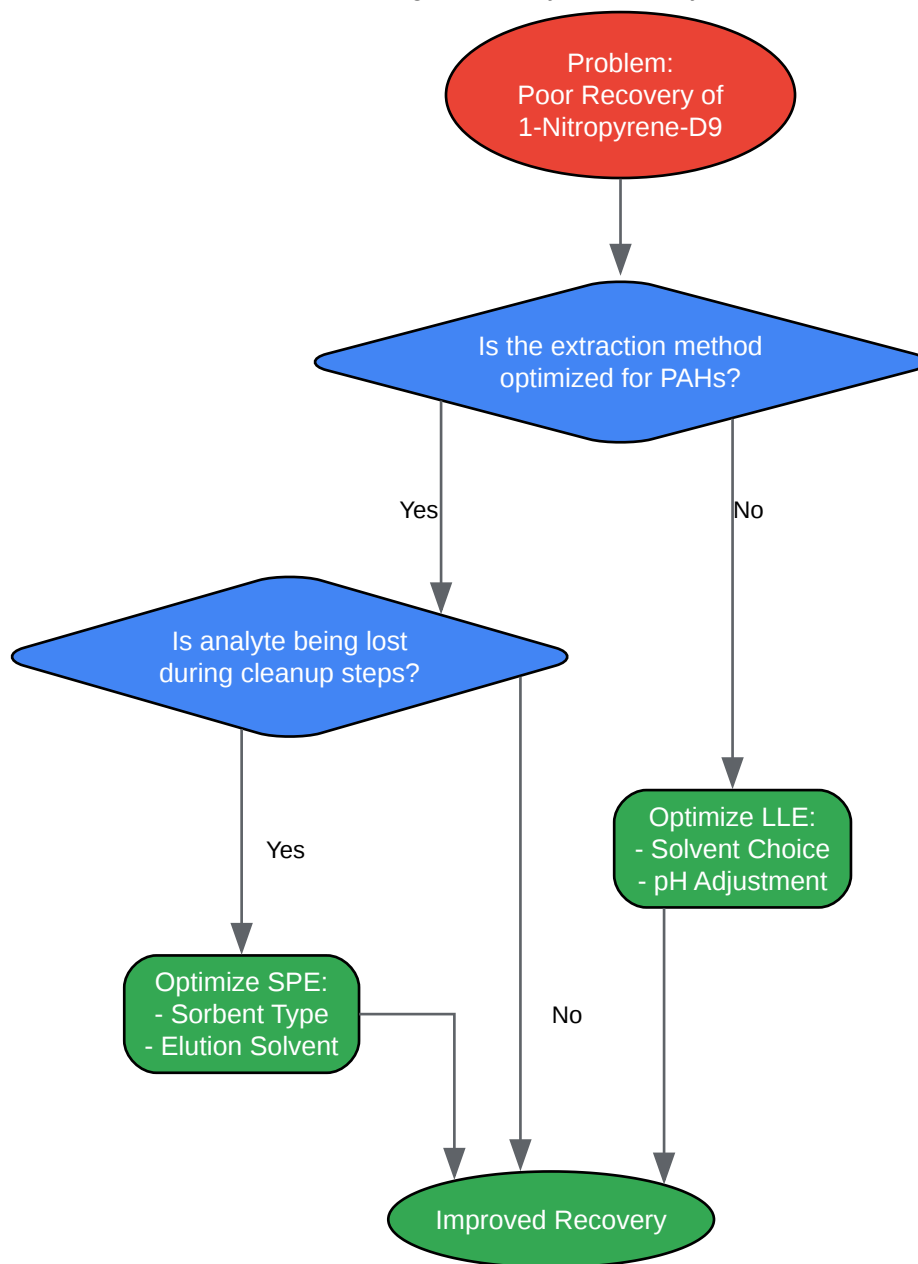 Problem:
Poor Recovery of
1-Nitropyrene-D9
Is the extraction method
optimized for PAHs?
Yes
No
Is analyte being lost
during cleanup steps?
Optimize LLE:
- Solvent Choice
- pH Adjustment
Yes
Optimize SPE:
- Sorbent Type
- Elution Solvent
No
Improved Recovery